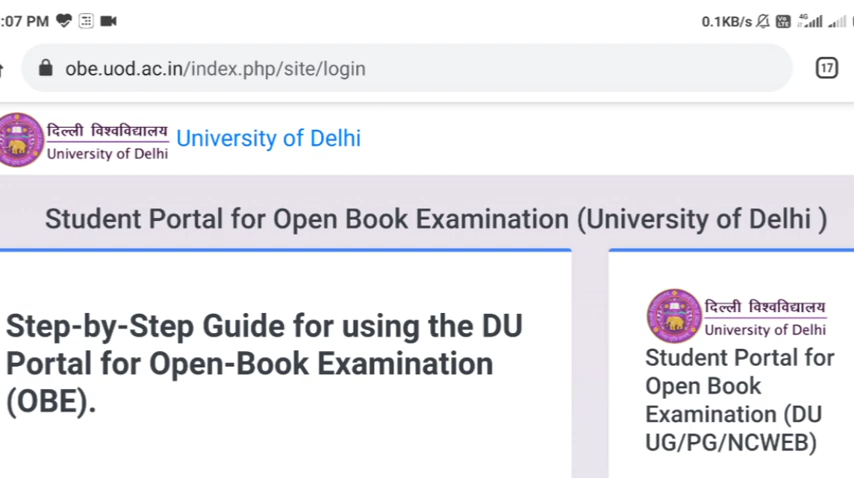 :07 PM
0.1KB/s VO LTE 4G
obe.uod.ac.in/index.php/site/login
17
दिल्ली विश्वविद्यालय
University of Delhi
University of Delhi
Student Portal for Open Book Examination (University of Delhi )
Step-by-Step Guide for using the DU
Portal for Open-Book Examination
(OBE).
दिल्ली विश्वविद्यालय
University of Delhi
Student Portal for
Open Book
Examination (DU
UG/PG/NCWEB)